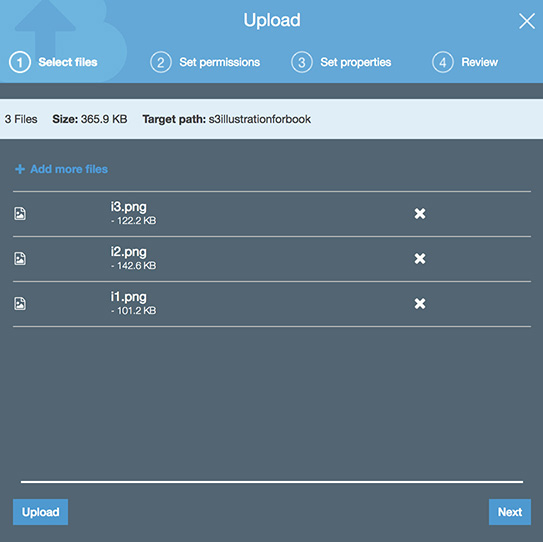 Upload
1 Select files 2 Set permissions 3 Set properties 4 Review
3 Files Size: 365.9 KB Target path: s3illustrationforbook
+ Add more files
i3.png
- 122.2 KB
i2.png
- 142.6 KB
i1.png
- 101.2 KB
Upload Next